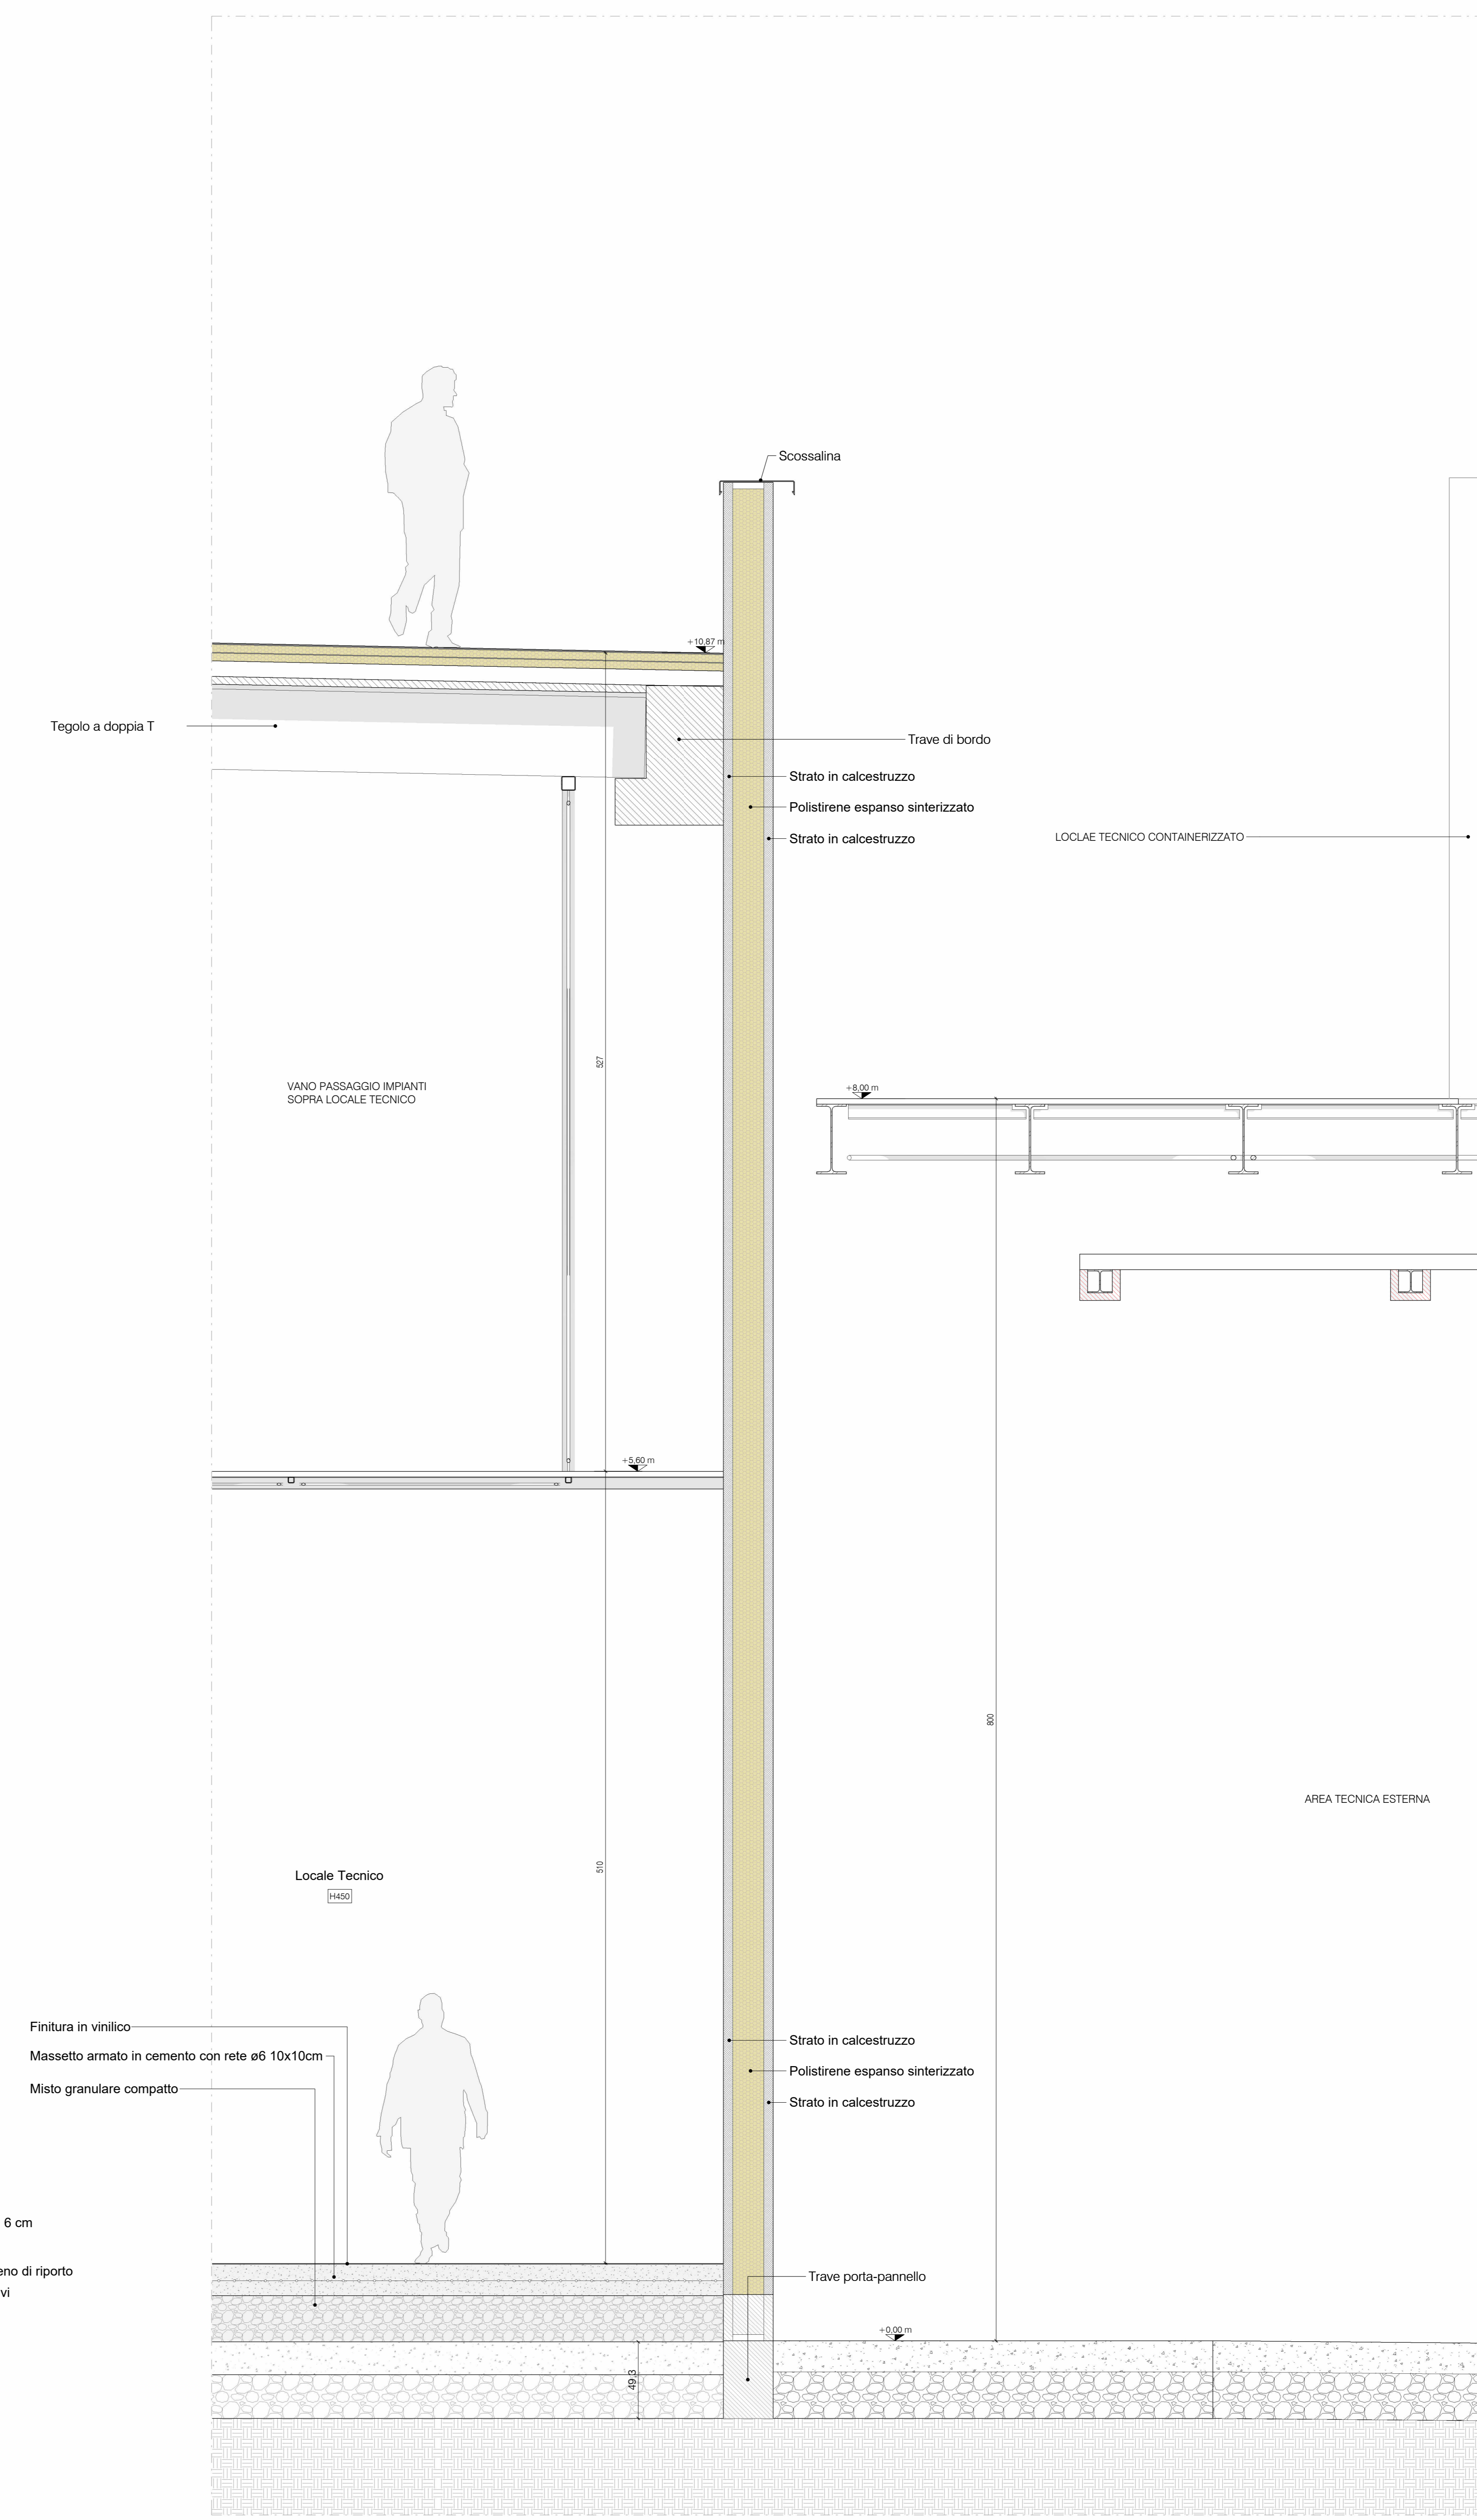 Scossalina
+10,87 m
Tegolo a doppia T
Trave di bordo
Strato in calcestruzzo
Polistirene espanso sinterizzato
Strato in calcestruzzo
LOCLAE TECNICO CONTAINERIZZATO
527
VANO PASSAGGIO IMPIANTI
SOPRA LOCALE TECNICO
+8,00 m
+5,60 m
800
AREA TECNICA ESTERNA
510
Locale Tecnico
H450
Finitura in vinilico
Massetto armato in cemento con rete ø6 10x10cm
Misto granulare compatto
Strato in calcestruzzo
Polistirene espanso sinterizzato
Strato in calcestruzzo
6 cm
eno di riporto
vi
Trave porta-pannello
+0,00 m
49,3